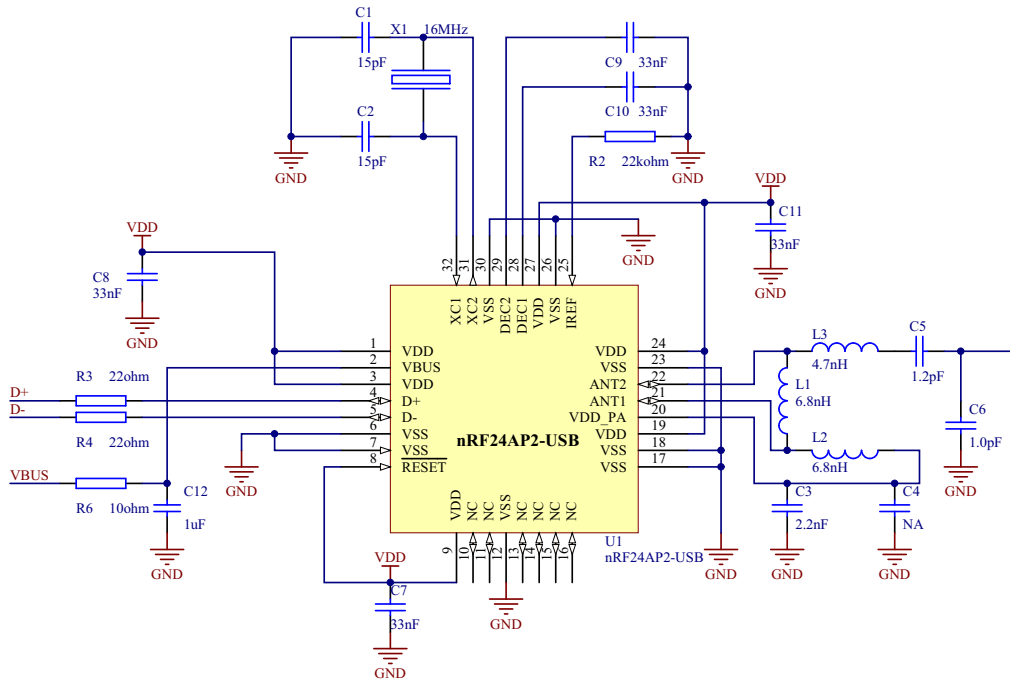 C1
X1 16MHz
15pF
C2
15pF
GND
C9 33nF
C10 33nF
R2 22kohm
GND
VDD
C11
33nF
GND
GND
VDD
C8
33nF
GND
32 31 30 29 28 27 26 25
XC1 XC2 VSS DEC2 DEC1 VDD VSS IREF
1 VDD
2 VBUS
3 VDD
4 D+
5 D-
6 VSS
7 VSS
8 RESET
24 VDD
23 VSS
22 ANT2
21 ANT1
20 VDD_PA
19 VDD
18 VSS
17 VSS
nRF24AP2-USB
VDD NC NC VSS NC NC NC NC
9 10 11 12 13 14 15 16
U1
nRF24AP2-USB
D+ R3 22ohm
D-
R4 22ohm
GND
VBUS
R6 10ohm
C12
1uF
GND
VDD
C7
33nF
GND
GND
GND
L3
4.7nH
C5
1.2pF
L1
6.8nH
L2
6.8nH
C6
1.0pF
GND
C3
2.2nF
GND
C4
NA
GND